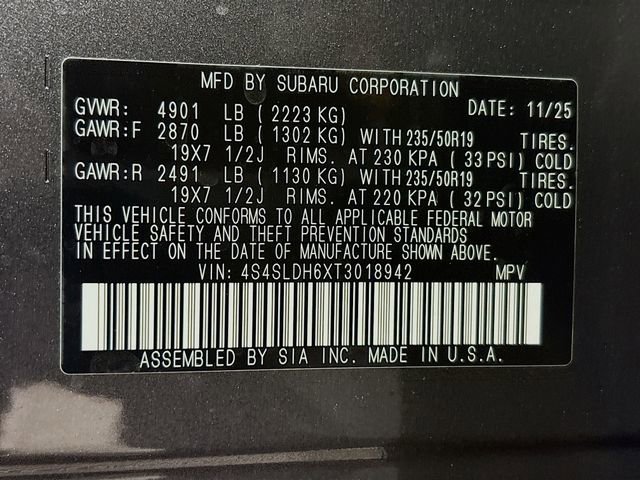 MFD BY SUBARU CORPORATION
GVWR: 4901 LB ( 2223 KG) DATE: 11/25
GAWR:F 2870 LB ( 1302 KG) WITH 235/50R19 TIRES.
19X7 1/2J RIMS. AT 230 KPA ( 33 PSI) COLD
GAWR:R 2491 LB ( 1130 KG) WITH 235/50R19 TIRES.
19X7 1/2J RIMS. AT 220 KPA ( 32 PSI) COLD
THIS VEHICLE CONFORMS TO ALL APPLICABLE FEDERAL MOTOR
VEHICLE SAFETY AND THEFT PREVENTION STANDARDS
IN EFFECT ON THE DATE OF MANUFACTURE SHOWN ABOVE.
VIN: 4S4SLDH6XT3018942 MPV
ASSEMBLED BY SIA INC. MADE IN U.S.A.